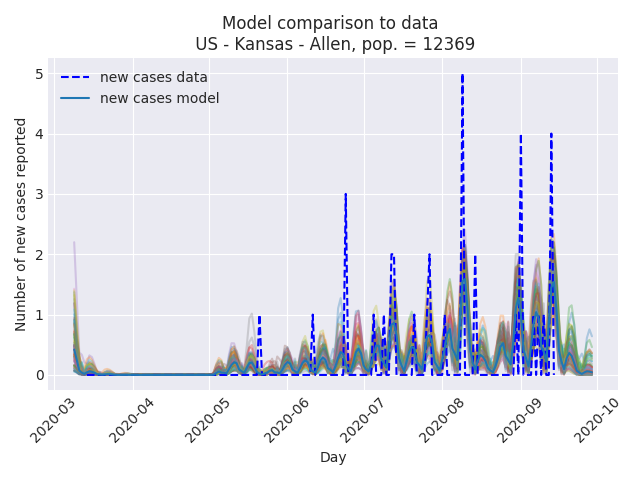 Model comparison to data
US - Kansas - Allen, pop. = 12369
new cases data
new cases model
Number of new cases reported
5
4
3
2
1
0
2020-03
2020-04
2020-05
2020-06
2020-07
2020-08
2020-09
2020-10
Day